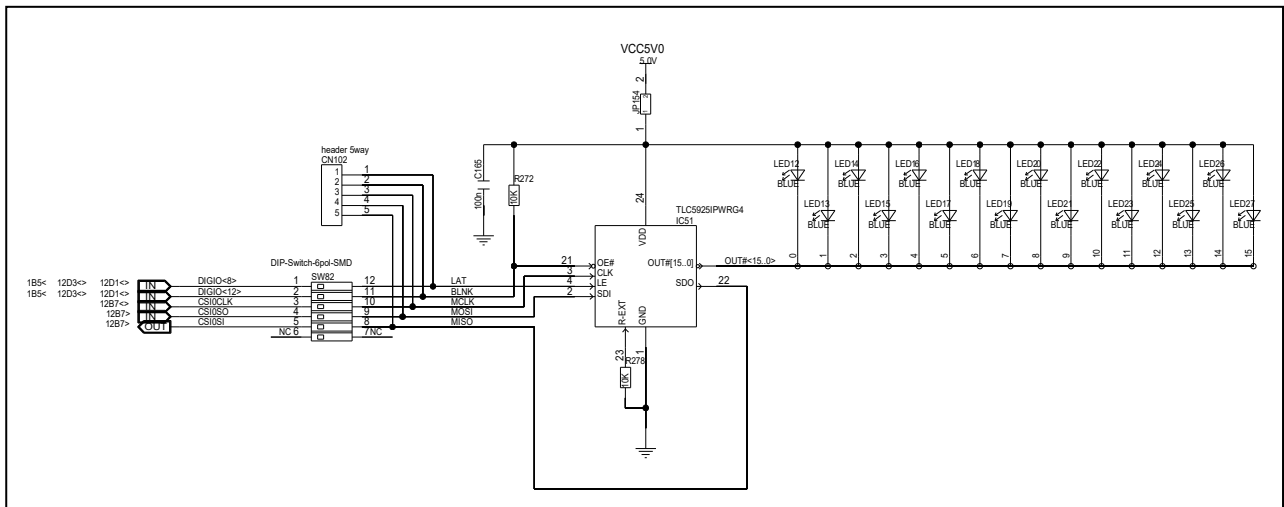 VCC5V0
5.0V
2
JP154
1 2
1
header 5way
CN102
1 1
2 2
3 3
4 4
5 5
C165
100n
R272
10K
24
TLC5925IPWRG4
IC51
VDD
21 OE#
3 CLK
4 LE
2 SDI
OUT#[15..0] OUT#<15..0>
SDO 22
R-EXT
GND
23
1
R278
10K
DIP-Switch-6pol-SMD
SW82
1B5< 12D3<> 12D1<> IN DIGIO<8> 1 12 LAT
1B5< 12D3<> 12D1<> IN DIGIO<12> 2 11 BLNK
12B7<> IN CSI0CLK 3 10 MCLK
12B7> IN CSI0SO 4 9 MOSI
12B7> OUT CSI0SI 5 8 MISO
NC 6 7 NC
LED12 BLUE
LED14 BLUE
LED16 BLUE
LED18 BLUE
LED20 BLUE
LED22 BLUE
LED24 BLUE
LED26 BLUE
LED13 BLUE
LED15 BLUE
LED17 BLUE
LED19 BLUE
LED21 BLUE
LED23 BLUE
LED25 BLUE
LED27 BLUE
0 1 2 3 4 5 6 7 8 9 10 11 12 13 14 15